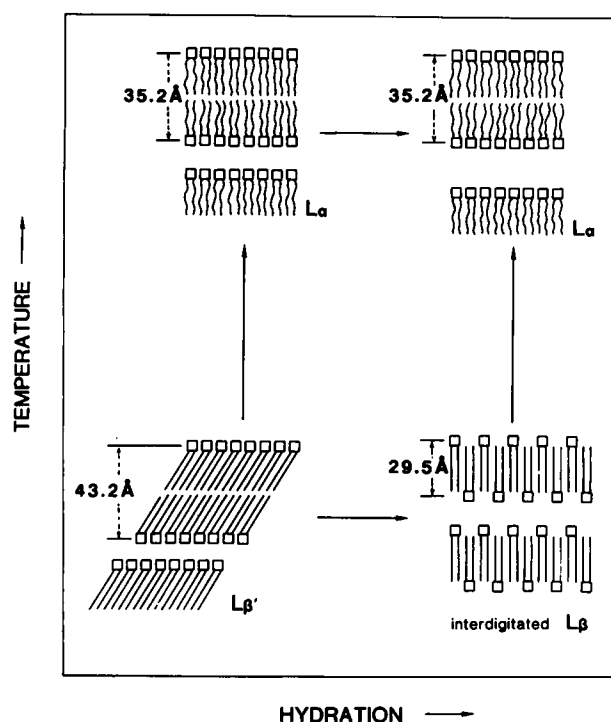 35.2Å
35.2Å
Lα
Lα
TEMPERATURE
43.2Å
29.5Å
Lβ'
interdigitated Lβ
HYDRATION